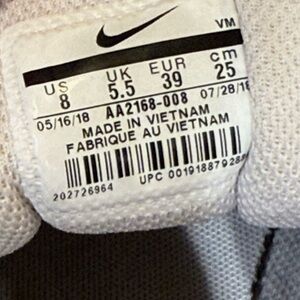 VM
US UK EUR cm
8 5.5 39 25
05/16/18 AA2168-008 07/28/18
MADE IN VIETNAM
FABRIQUE AU VIETNAM
202726964 UPC 00191887928